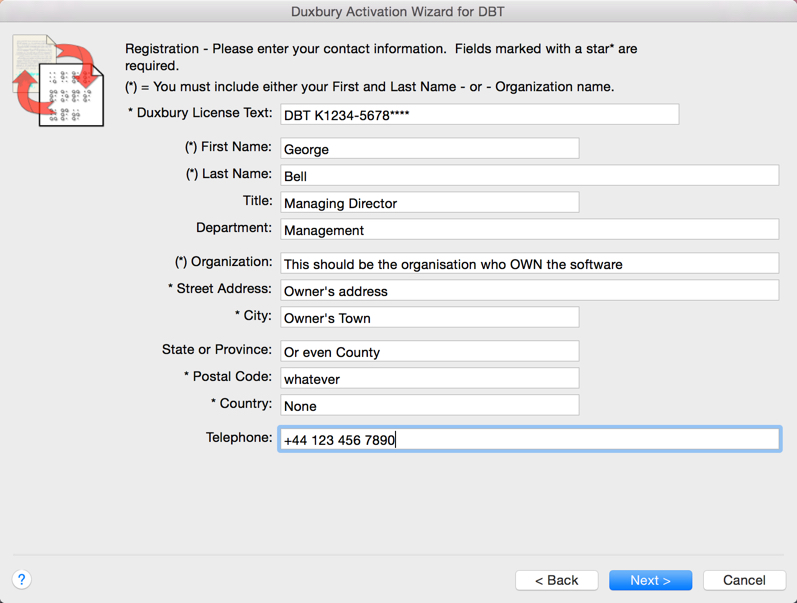 Duxbury Activation Wizard for DBT
Registration - Please enter your contact information.  Fields marked with a star* are
required.
(*) = You must include either your First and Last Name - or - Organization name.
* Duxbury License Text: DBT K1234-5678****
(*) First Name: George
(*) Last Name: Bell
Title: Managing Director
Department: Management
(*) Organization: This should be the organisation who OWN the software
* Street Address: Owner's address
* City: Owner's Town
State or Province: Or even County
* Postal Code: whatever
* Country: None
Telephone: +44 123 456 7890
? < Back Next > Cancel